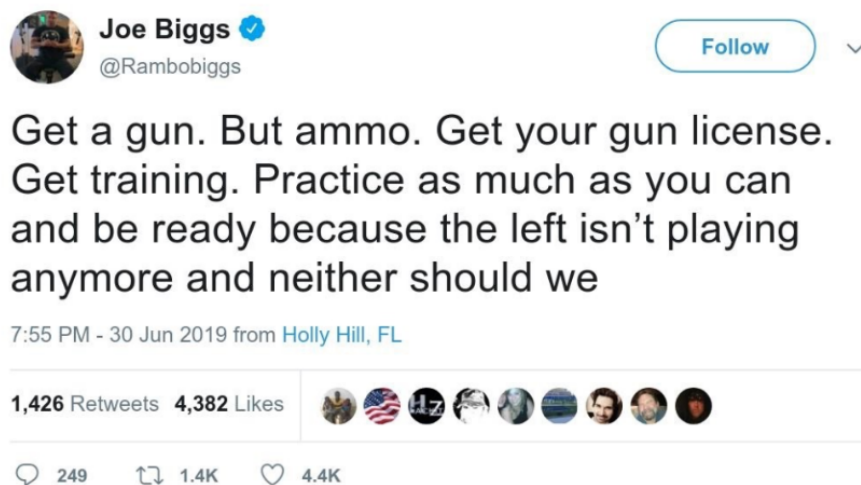 Joe Biggs
@Rambobiggs
Follow
Get a gun. But ammo. Get your gun license.
Get training. Practice as much as you can
and be ready because the left isn’t playing
anymore and neither should we
7:55 PM - 30 Jun 2019 from Holly Hill, FL
1,426 Retweets 4,382 Likes
249 1.4K 4.4K